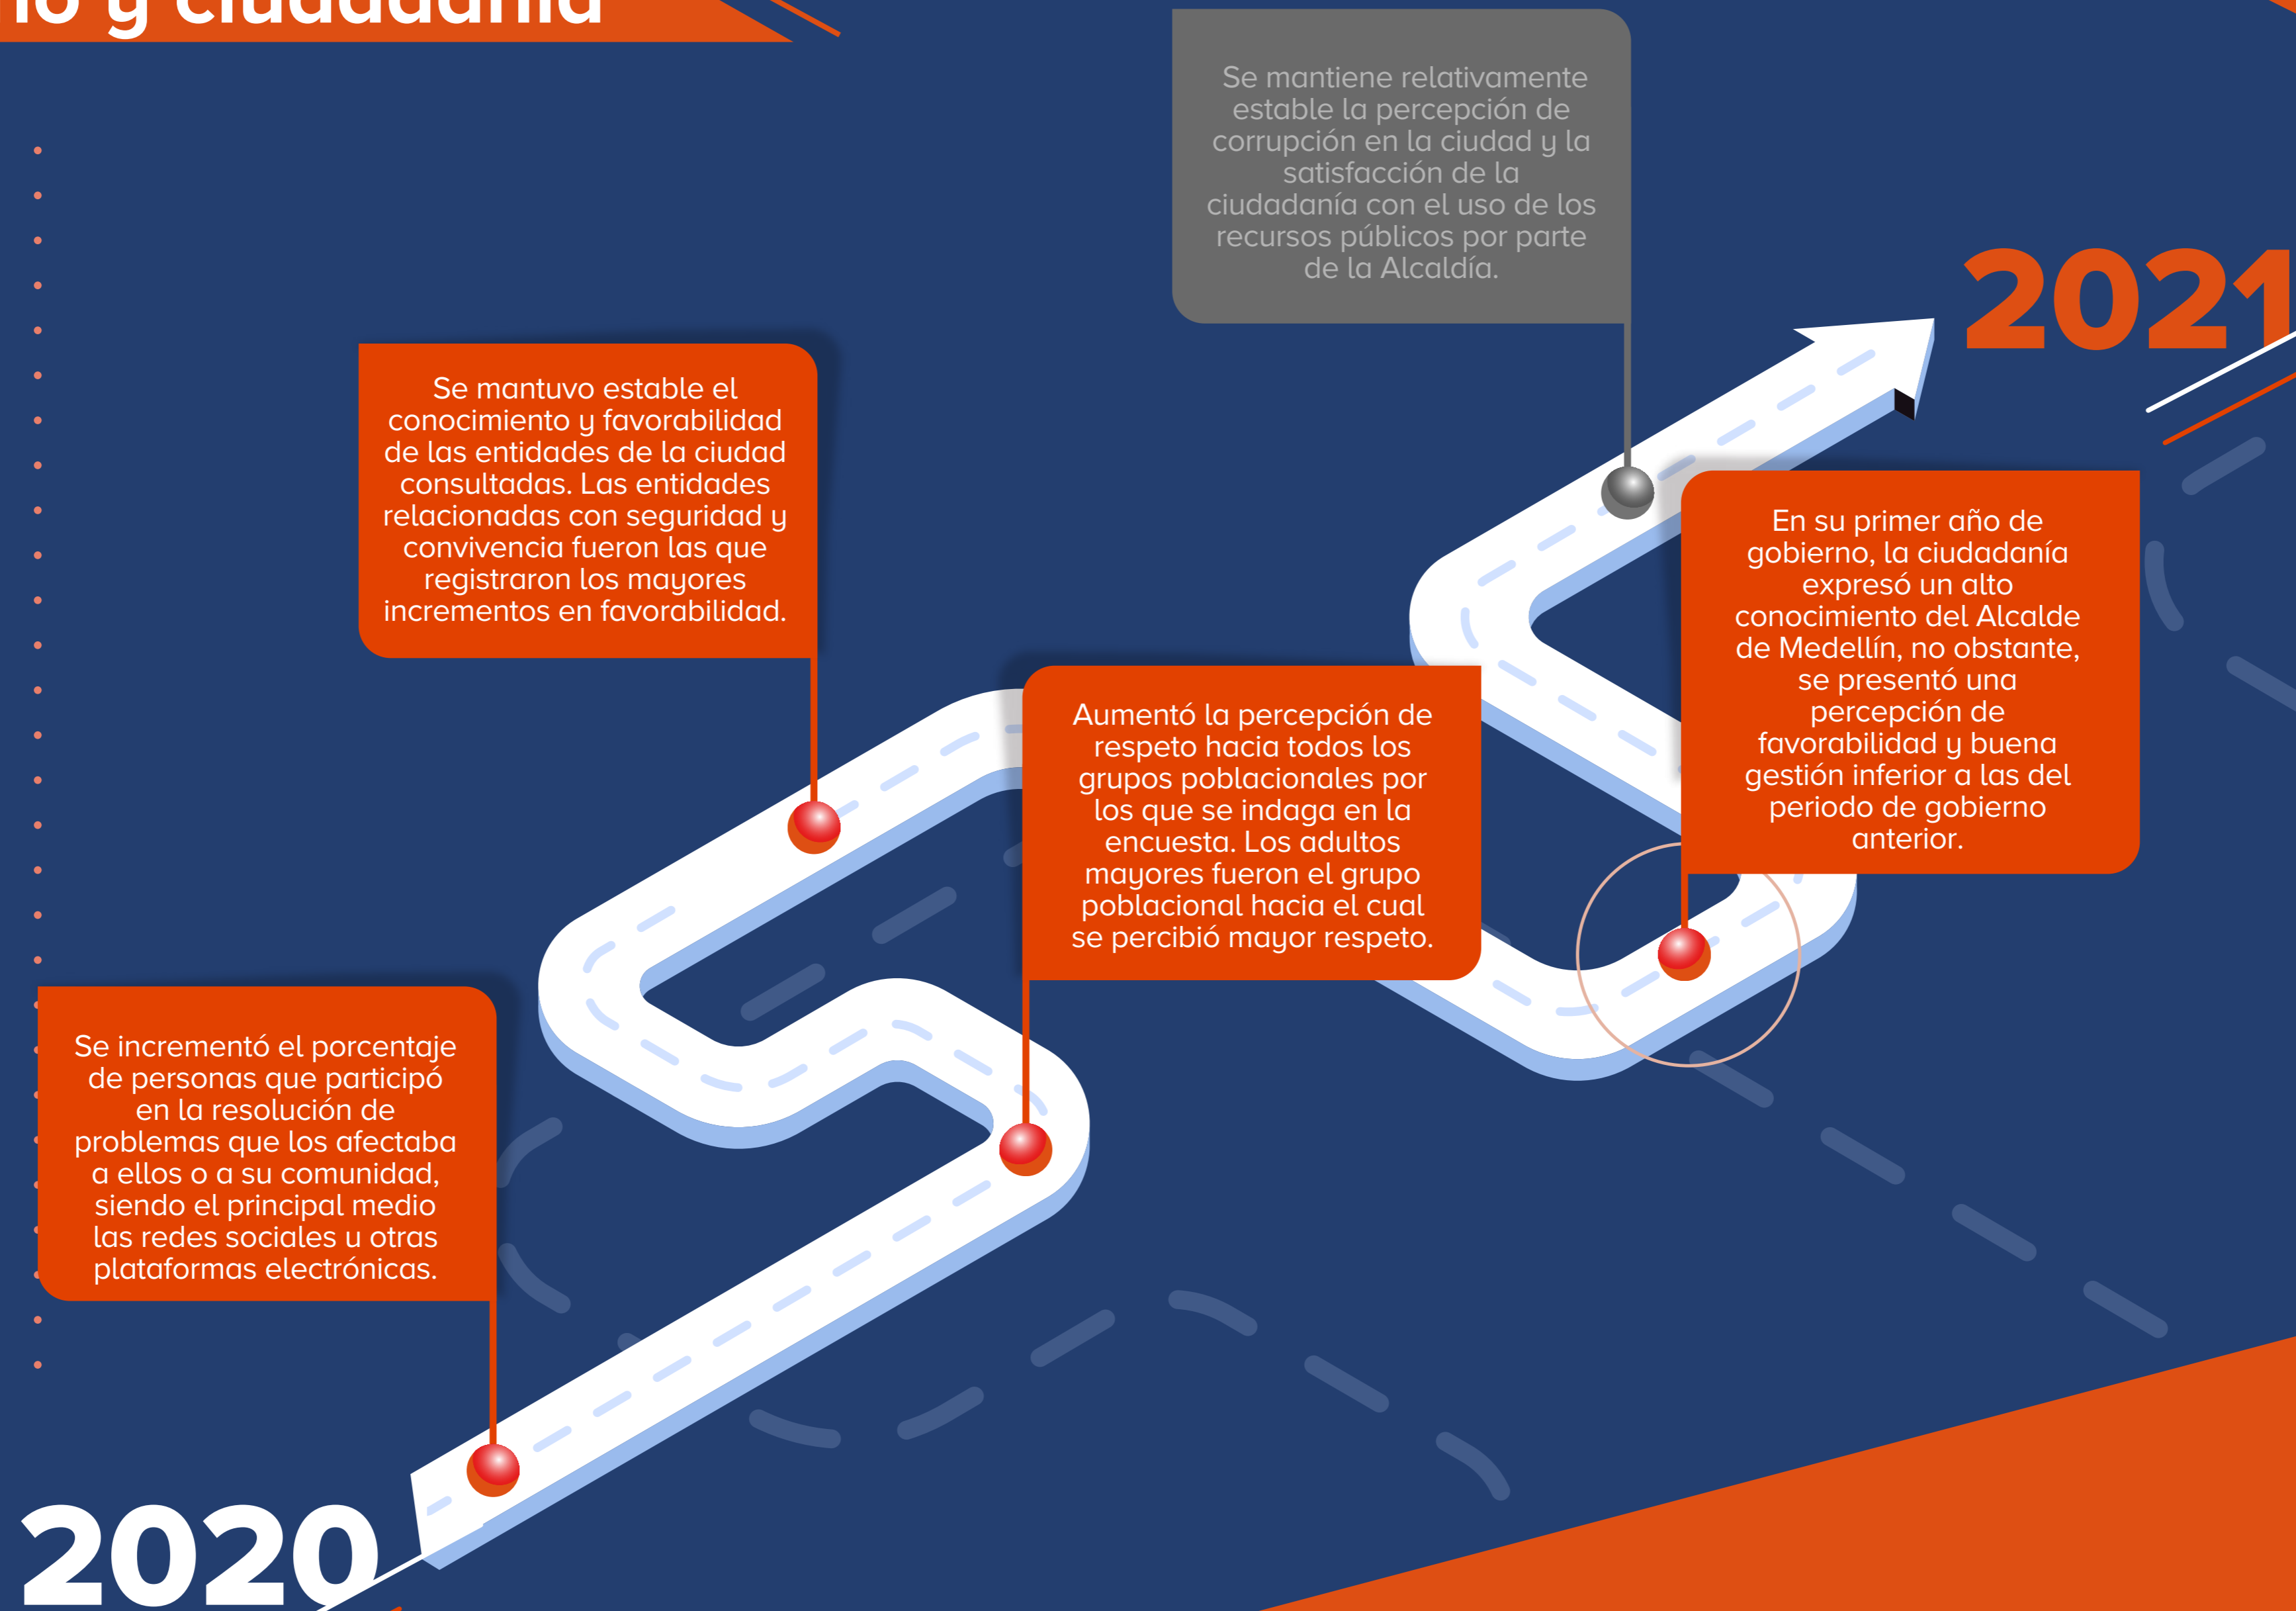 y ciudadanía
Se mantiene relativamente
estable la percepción de
corrupción en la ciudad y la
satisfacción de la
ciudadanía con el uso de los
recursos públicos por parte
de la Alcaldía.
2021
Se mantuvo estable el
conocimiento y favorabilidad
de las entidades de la ciudad
consultadas. Las entidades
relacionadas con seguridad y
convivencia fueron las que
registraron los mayores
incrementos en favorabilidad.
En su primer año de
gobierno, la ciudadanía
expresó un alto
conocimiento del Alcalde
de Medellín, no obstante,
se presentó una
percepción de
favorabilidad y buena
gestión inferior a las del
periodo de gobierno
anterior.
Aumentó la percepción de
respeto hacia todos los
grupos poblacionales por
los que se indaga en la
encuesta. Los adultos
mayores fueron el grupo
poblacional hacia el cual
se percibió mayor respeto.
Se incrementó el porcentaje
de personas que participó
en la resolución de
problemas que los afectaba
a ellos o a su comunidad,
siendo el principal medio
las redes sociales u otras
plataformas electrónicas.
2020